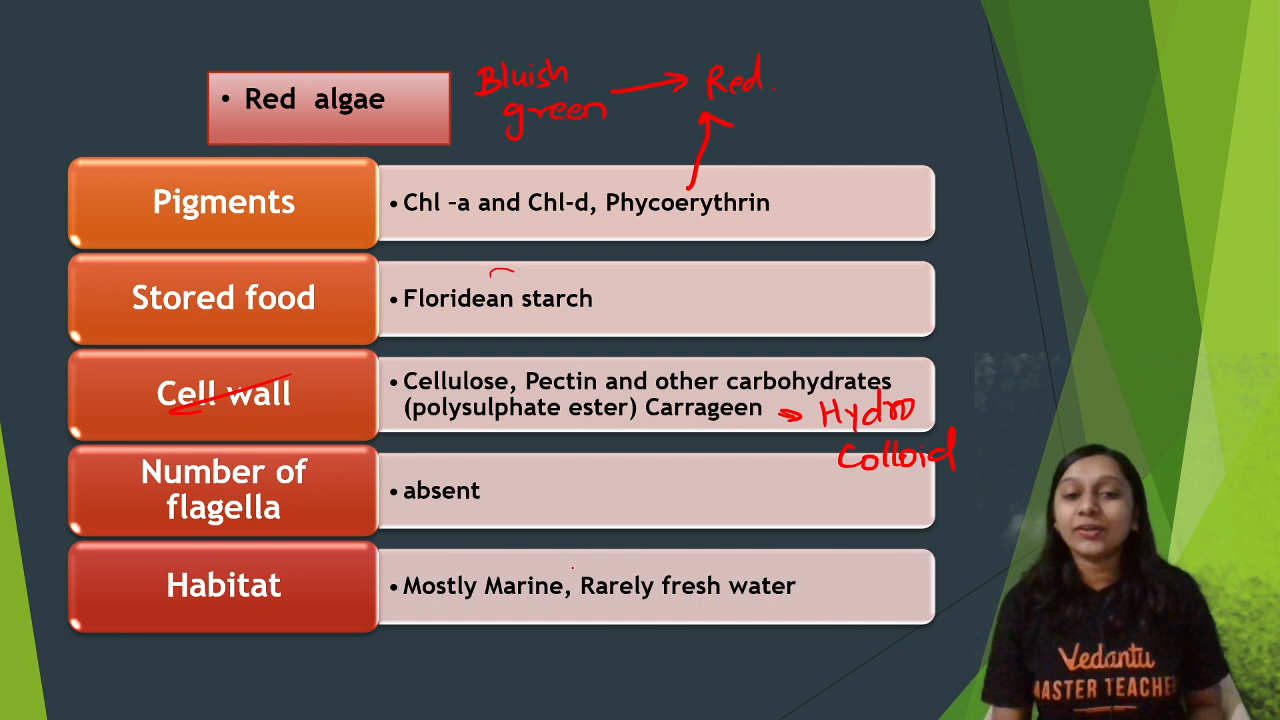 • Red algae
Bluish
green → Red.
Pigments
• Chl -a and Chl-d, Phycoerythrin
Stored food
• Floridean starch
Cell wall
• Cellulose, Pectin and other carbohydrates
(polysulphate ester) Carrageen → Hydro
Colloid
Number of
flagella
• absent
Habitat
• Mostly Marine, Rarely fresh water
Vedantu
MASTER TEACHER